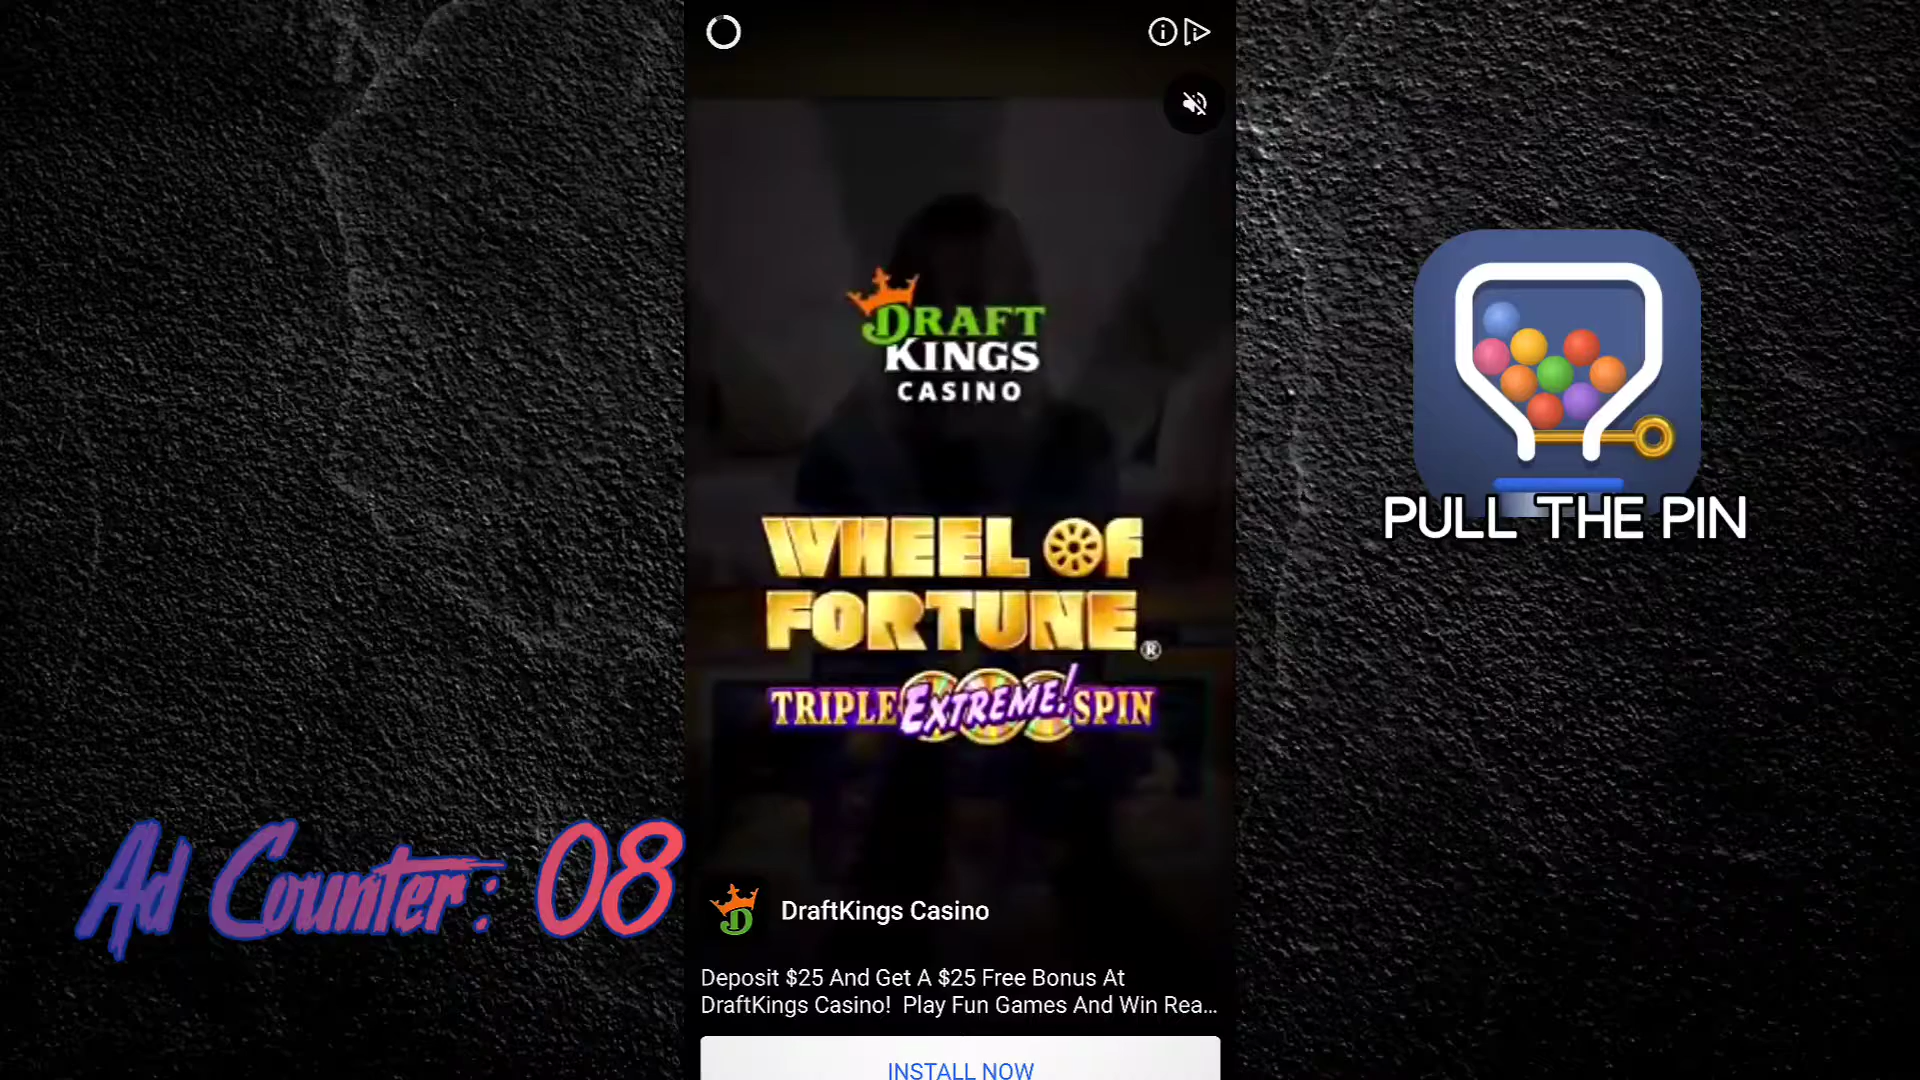 DRAFT
KINGS
CASINO
WHEEL OF
FORTUNE®
TRIPLE EXTREME! SPIN
PULL THE PIN
Ad Counter: 08
D
DraftKings Casino
Deposit $25 And Get A $25 Free Bonus At
DraftKings Casino!  Play Fun Games And Win Rea...
INSTALL NOW